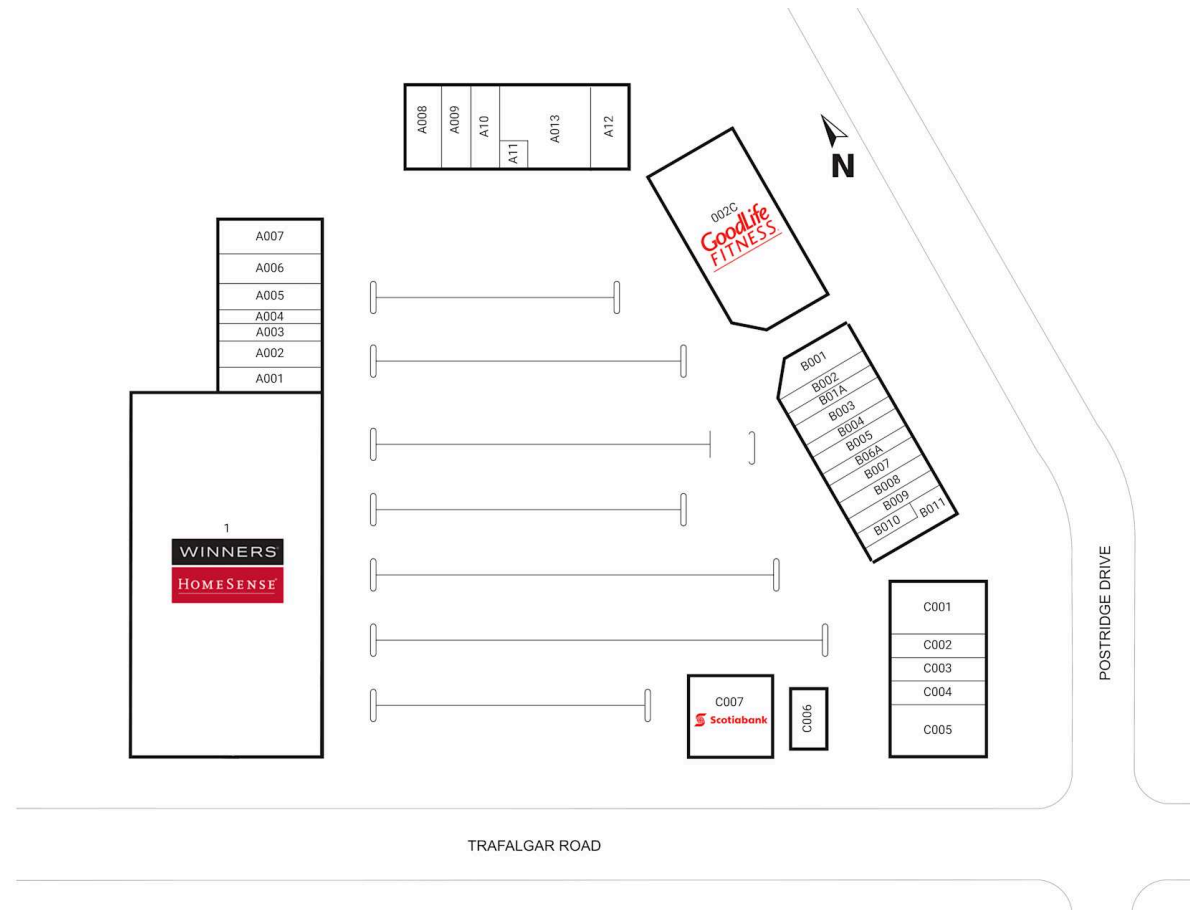 A008
A009
A10
A11
A013
A12
N
002C
GoodLife
FITNESS
A007
A006
A005
A004
A003
A002
A001
1
WINNERS
HOMESENSE
B001
B002
B01A
B003
B004
B005
B06A
B007
B008
B009
B010
B011
C001
C002
C003
C004
C005
C006
C007
Scotiabank
POSTRIDGE DRIVE
TRAFALGAR ROAD